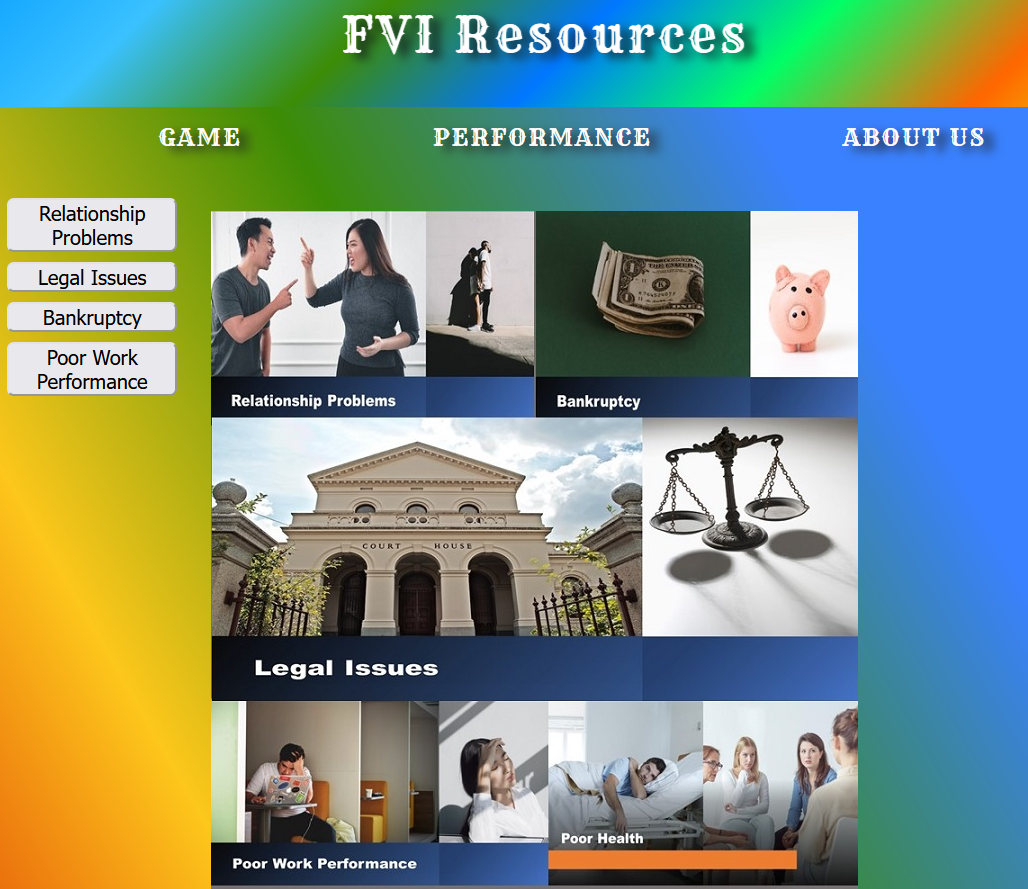 FVI Resources
GAME
PERFORMANCE
ABOUT US
Relationship
Problems
Legal Issues
Bankruptcy
Poor Work
Performance
Relationship Problems
Bankruptcy
COURT HOUSE
Legal Issues
Poor Work Performance
Poor Health